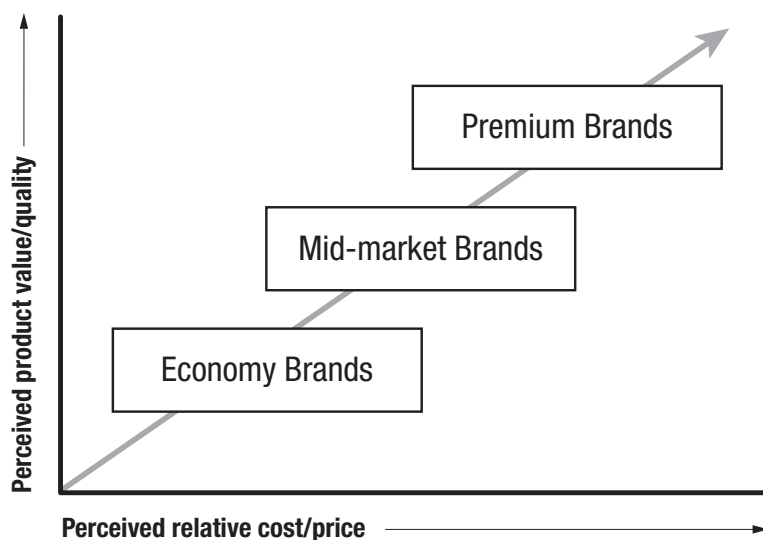 Perceived product value/quality
Premium Brands
Mid-market Brands
Economy Brands
Perceived relative cost/price